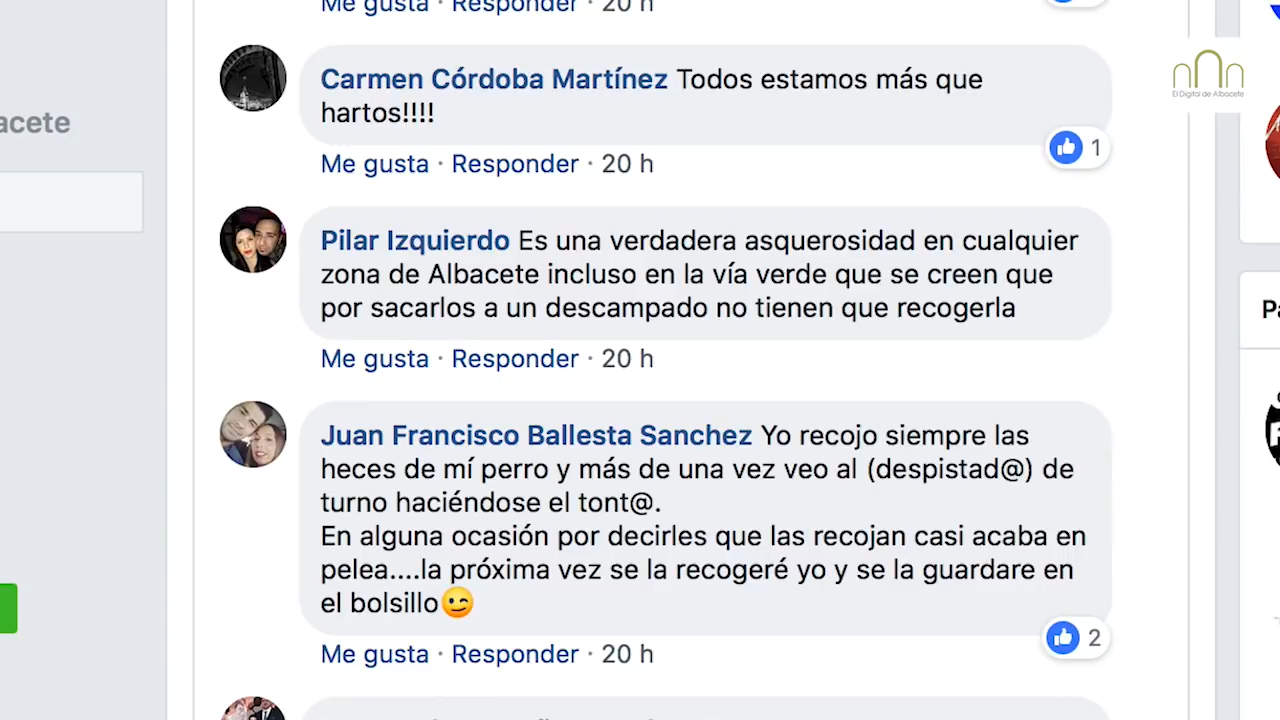 Me gusta · Responder · 20 h
Carmen Córdoba Martínez Todos estamos más que
hartos!!!!
1
Me gusta · Responder · 20 h
Pilar Izquierdo Es una verdadera asquerosidad en cualquier
zona de Albacete incluso en la vía verde que se creen que
por sacarlos a un descampado no tienen que recogerla
Me gusta · Responder · 20 h
Juan Francisco Ballesta Sanchez Yo recojo siempre las
heces de mí perro y más de una vez veo al (despistad@) de
turno haciéndose el tont@.
En alguna ocasión por decirles que las recojan casi acaba en
pelea....la próxima vez se la recogeré yo y se la guardare en
el bolsillo😉
2
Me gusta · Responder · 20 h
acete
El Digital de Albacete